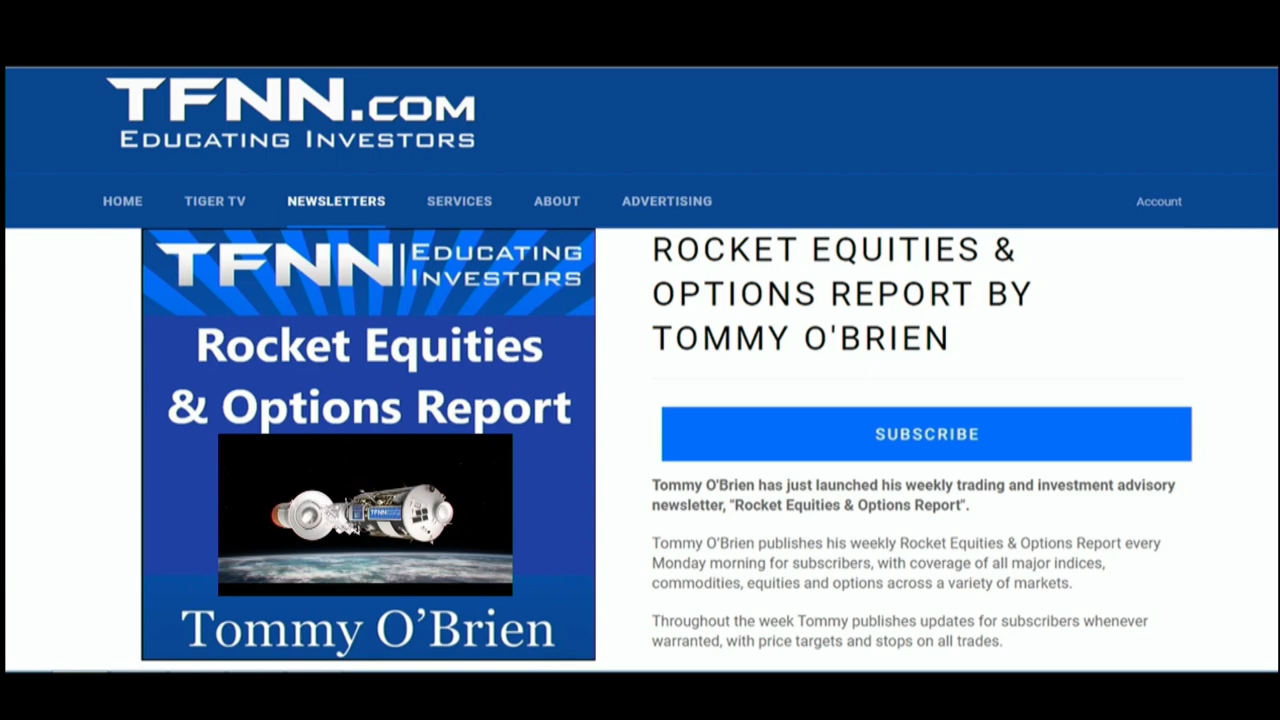 TFNN.COM
EDUCATING INVESTORS
HOME TIGER TV NEWSLETTERS SERVICES ABOUT ADVERTISING Account
TFNN EDUCATING
INVESTORS
Rocket Equities
& Options Report
TFNN
Tommy O’Brien
ROCKET EQUITIES &
OPTIONS REPORT BY
TOMMY O'BRIEN
SUBSCRIBE
Tommy O'Brien has just launched his weekly trading and investment advisory
newsletter, "Rocket Equities & Options Report".
Tommy O’Brien publishes his weekly Rocket Equities & Options Report every
Monday morning for subscribers, with coverage of all major indices,
commodities, equities and options across a variety of markets.
Throughout the week Tommy publishes updates for subscribers whenever
warranted, with price targets and stops on all trades.